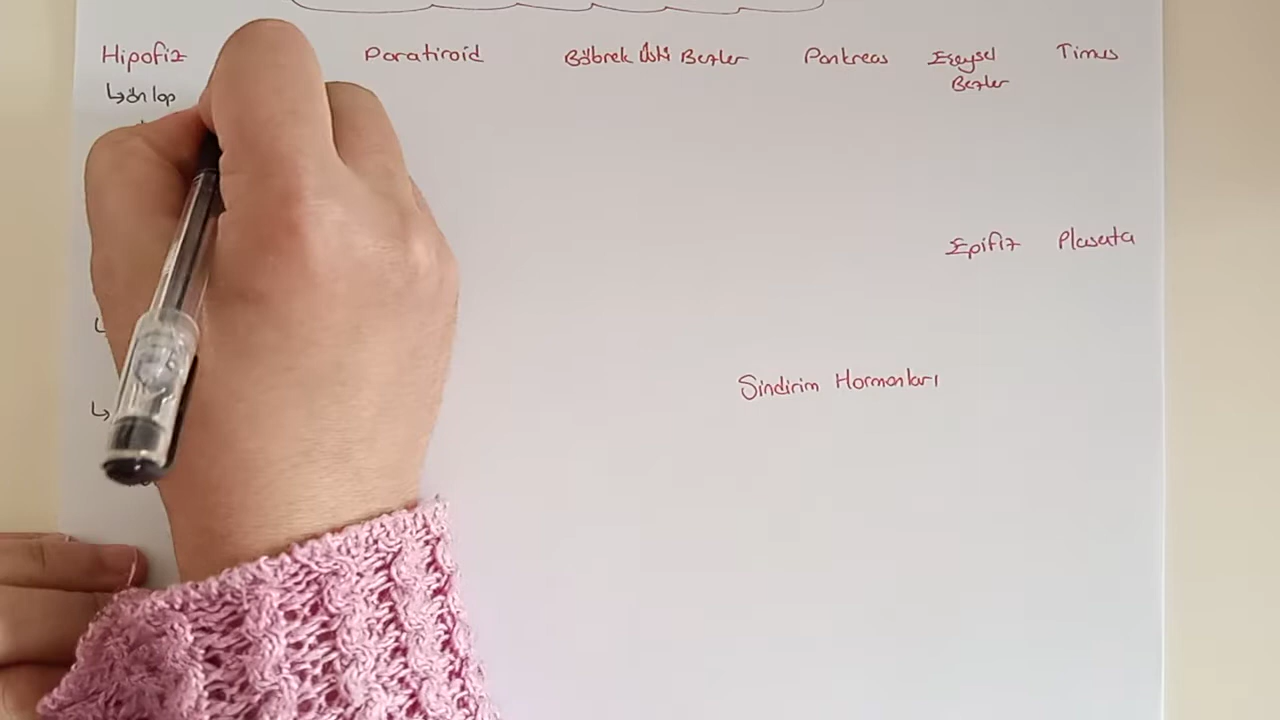 Hipofiz Paratiroid Böbrek Üstü Bezler Pankreas Eşeysel Bezler Timus
↳ön lop
Epifiz Plasenta
Sindirim Hormonları